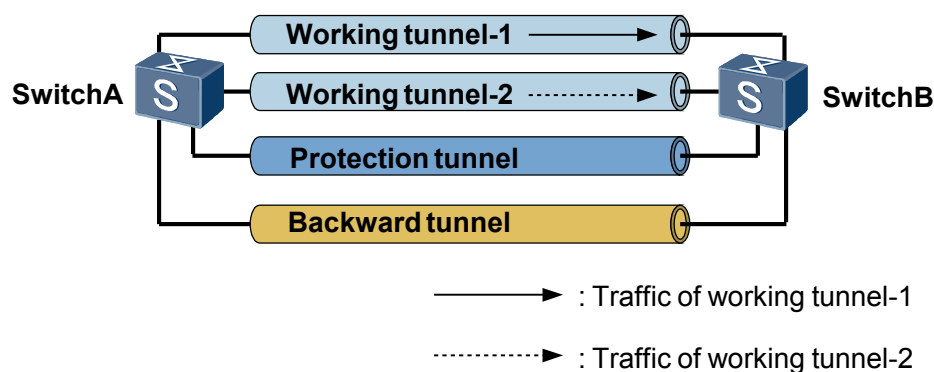 Working tunnel-1
SwitchA
S
Working tunnel-2
S
SwitchB
Protection tunnel
Backward tunnel
: Traffic of working tunnel-1
: Traffic of working tunnel-2